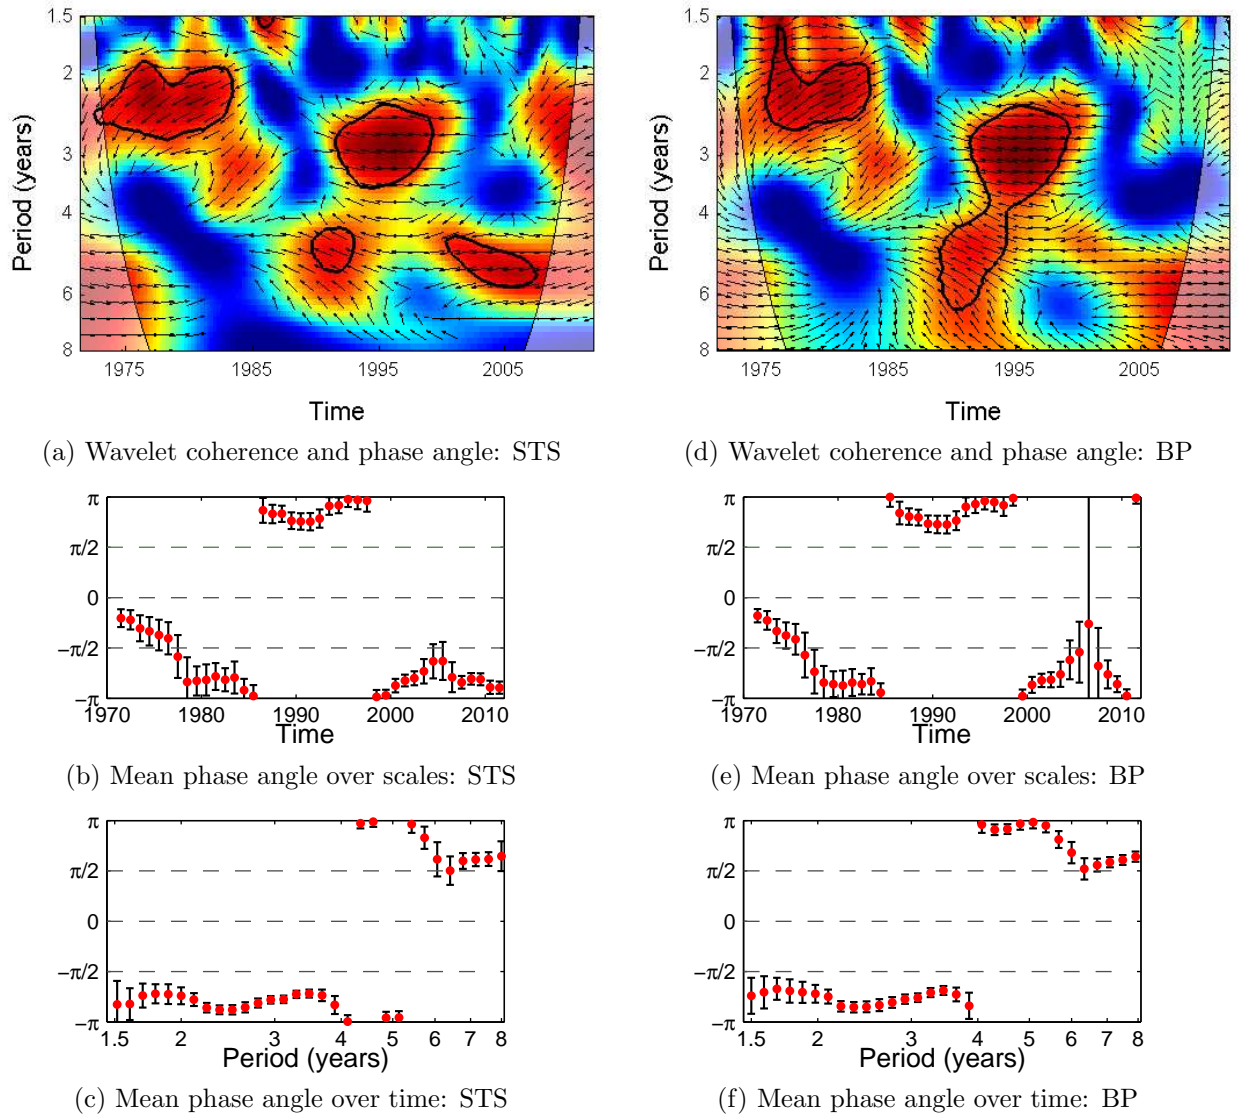 1.5
2
3
4
6
8
Period (years)
1975 1985 1995 2005
Time
(a) Wavelet coherence and phase angle: STS
1.5
2
3
4
6
8
Period (years)
1975 1985 1995 2005
Time
(d) Wavelet coherence and phase angle: BP
π
π/2
0
−π/2
−π
1970 1980 1990 2000 2010
Time
(b) Mean phase angle over scales: STS
π
π/2
0
−π/2
−π
1970 1980 1990 2000 2010
Time
(e) Mean phase angle over scales: BP
π
π/2
0
−π/2
−π
1.5 2 3 4 5 6 7 8
Period (years)
(c) Mean phase angle over time: STS
π
π/2
0
−π/2
−π
1.5 2 3 4 5 6 7 8
Period (years)
(f) Mean phase angle over time: BP